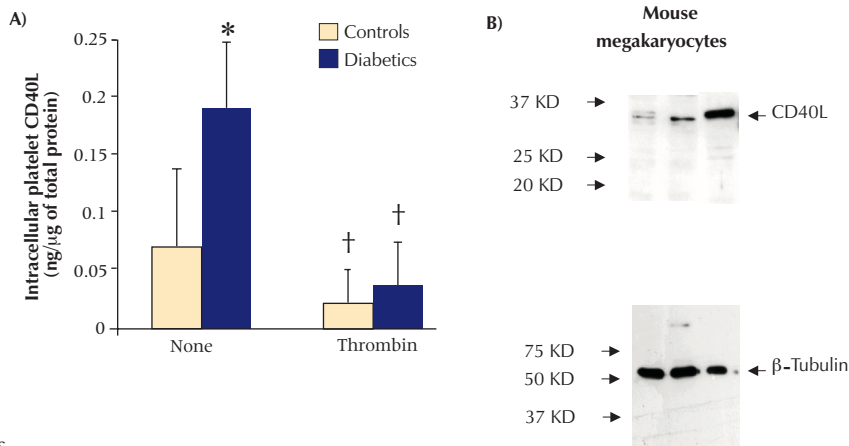 A)
Intracellular platelet CD40L
(ng/µg of total protein)
0.25
0.2
0.15
0.1
0.05
0
*
†
†
Controls
Diabetics
None
Thrombin
B)
Mouse
megakaryocytes
37 KD
25 KD
20 KD
CD40L
75 KD
50 KD
37 KD
β-Tubulin